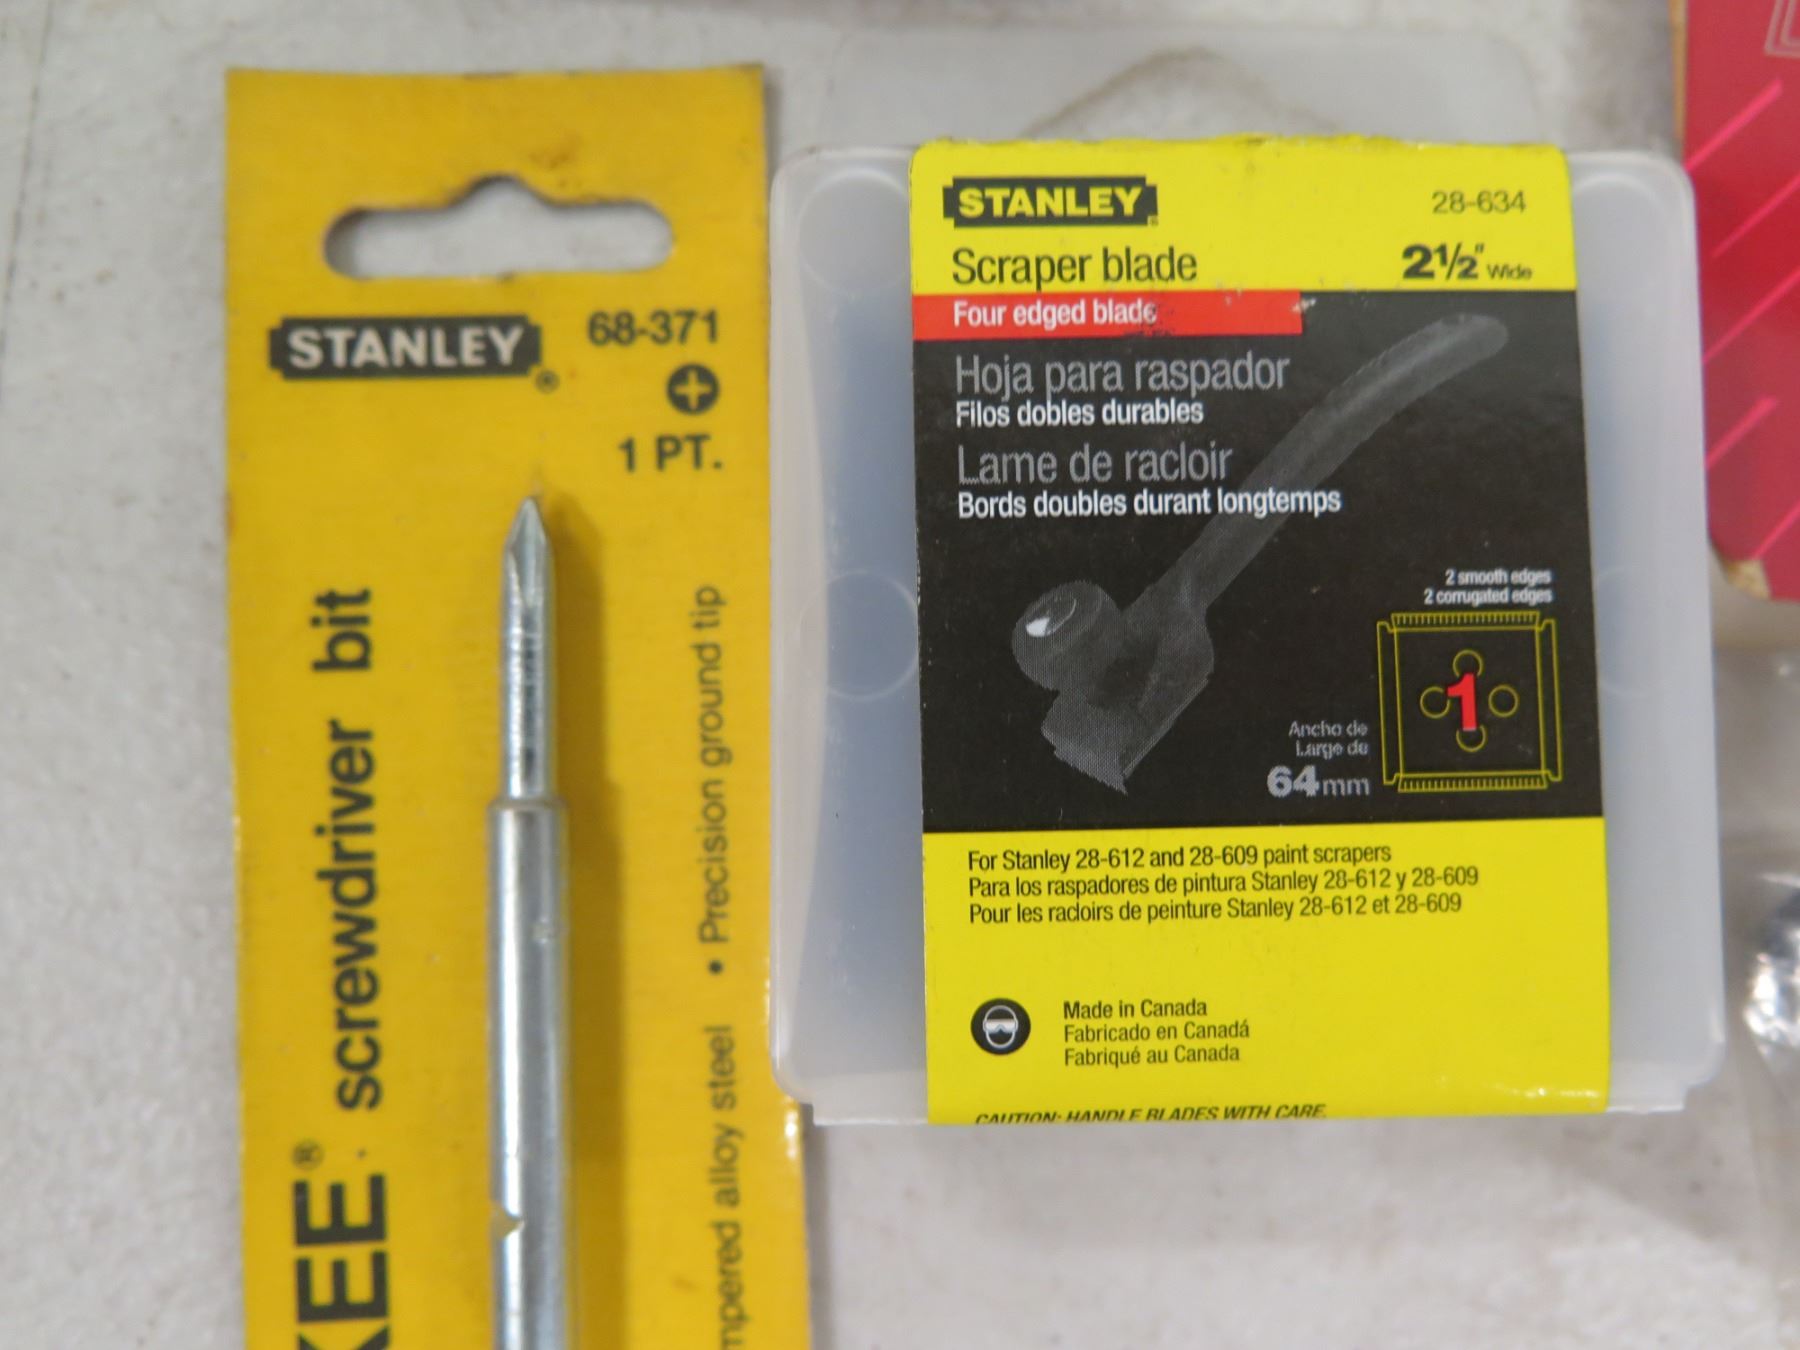 STANLEY®
68-371
1 PT.
screwdriver bit
• Precision ground tip
alloy steel
STANLEY®
28-634
Scraper blade
2½" Wide
Four edged blade
Hoja para raspador
Filos dobles durables
Lame de racloir
Bords doubles durant longtemps
2 smooth edges
2 corrugated edges
1
Ancho de
Large de
64mm
For Stanley 28-612 and 28-609 paint scrapers
Para los raspadores de pintura Stanley 28-612 y 28-609
Pour les racloirs de peinture Stanley 28-612 et 28-609
Made in Canada
Fabricado en Canadá
Fabriqué au Canada
CAUTION: HANDLE BLADES WITH CARE.